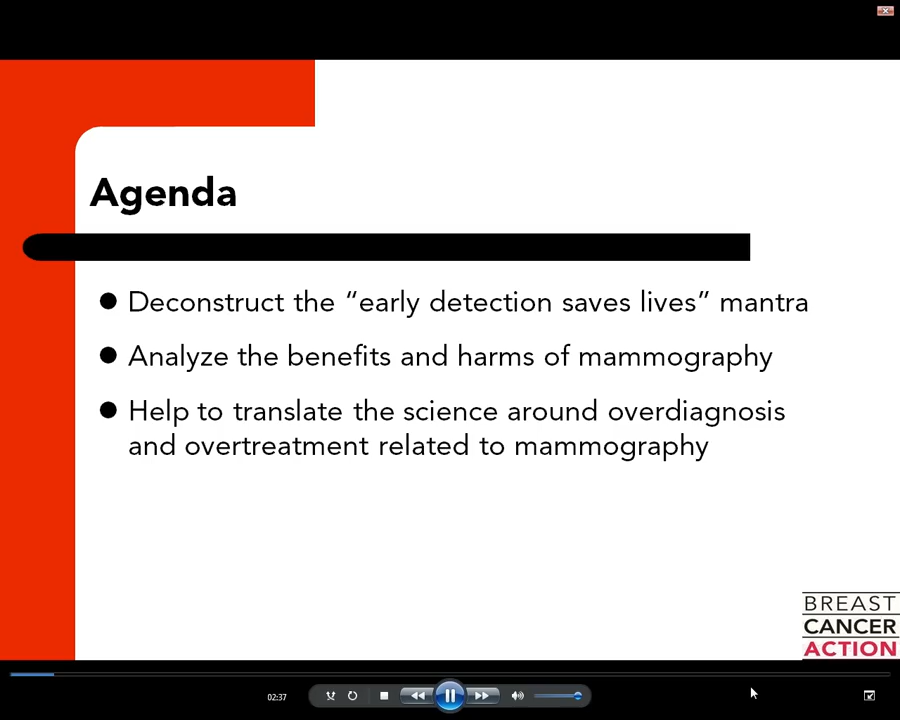 Agenda
Deconstruct the “early detection saves lives” mantra
Analyze the benefits and harms of mammography
Help to translate the science around overdiagnosis
and overtreatment related to mammography
BREAST
CANCER
ACTION
02:37